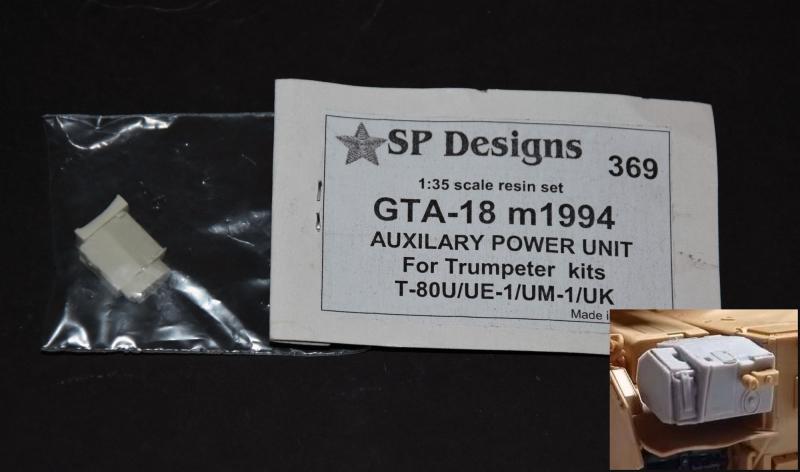 SP Designs
369
1:35 scale resin set
GTA-18 m1994
AUXILARY POWER UNIT
For Trumpeter kits
T-80U/UE-1/UM-1/UK
Made